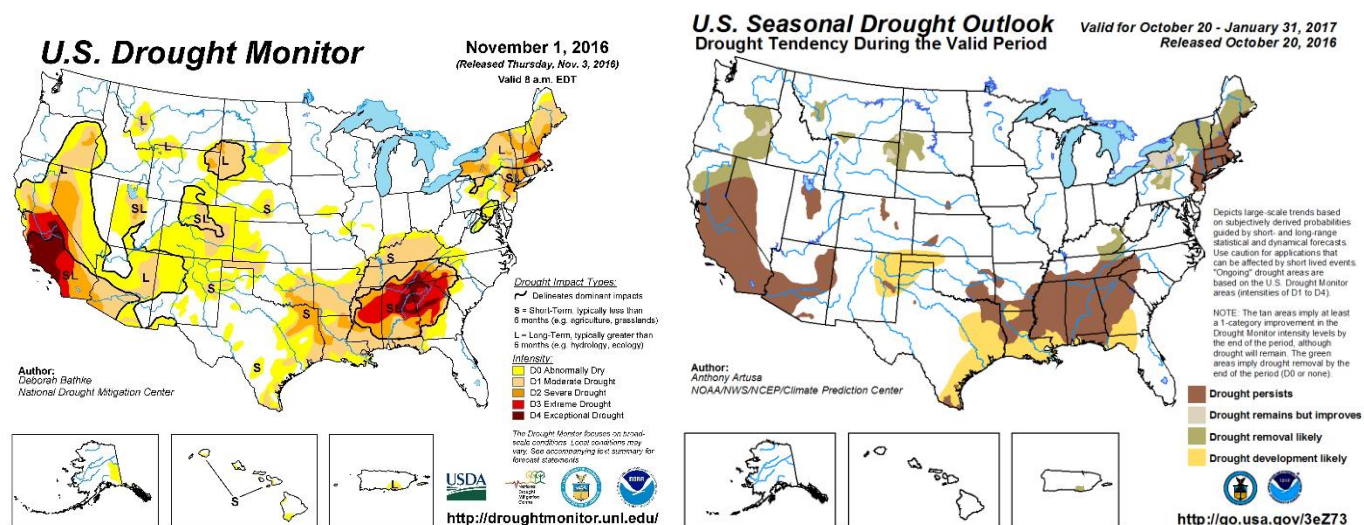 U.S. Drought Monitor
November 1, 2016
(Released Thursday, Nov. 3, 2016)
Valid 8 a.m. EDT
L
L
L
L
L
SL
SL
S
L
SL
L
S
S
S
SL
S
S
L
S
Drought Impact Types:
Delineates dominant impacts
S = Short-Term, typically less than
6 months (e.g. agriculture, grasslands)
L = Long-Term, typically greater than
6 months (e.g. hydrology, ecology)
Intensity:
D0 Abnormally Dry
D1 Moderate Drought
D2 Severe Drought
D3 Extreme Drought
D4 Exceptional Drought
Author:
Deborah Bathke
National Drought Mitigation Center
The Drought Monitor focuses on broad-
scale conditions. Local conditions may
vary. See accompanying text summary for
forecast statements.
S
L
USDA
National
Drought
Mitigation
Center
NOAA
http://droughtmonitor.unl.edu/
U.S. Seasonal Drought Outlook
Drought Tendency During the Valid Period
Valid for October 20 - January 31, 2017
Released October 20, 2016
Depicts large-scale trends based
on subjectively derived probabilities
guided by short- and long-range
statistical and dynamical forecasts.
Use caution for applications that
can be affected by short lived events.
"Ongoing" drought areas are
based on the U.S. Drought Monitor
areas (intensities of D1 to D4).
NOTE: The tan areas imply at least
a 1-category improvement in the
Drought Monitor intensity levels by
the end of the period, although
drought will remain. The green
areas imply drought removal by the
end of the period (D0 or none).
Author:
Anthony Artusa
NOAA/NWS/NCEP/Climate Prediction Center
Drought persists
Drought remains but improves
Drought removal likely
Drought development likely
NOAA
http://go.usa.gov/3eZ73